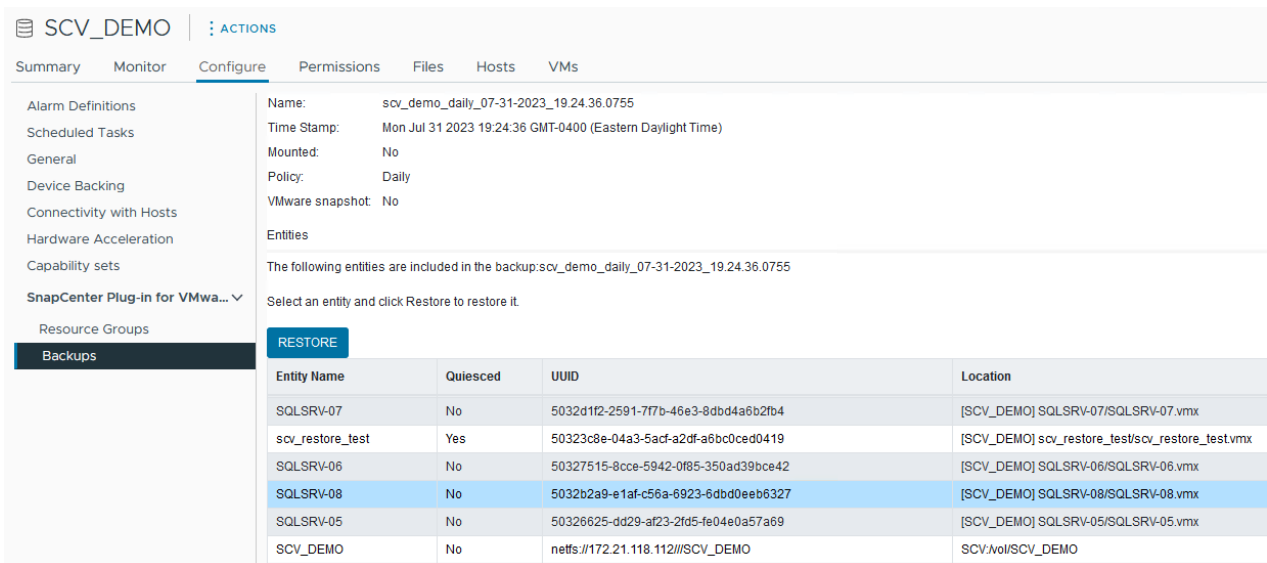 SCV_DEMO ACTIONS
Summary Monitor Configure Permissions Files Hosts VMs
Alarm Definitions
Scheduled Tasks
General
Device Backing
Connectivity with Hosts
Hardware Acceleration
Capability sets
SnapCenter Plug-in for VMwa...
Resource Groups
Backups
Name: scv_demo_daily_07-31-2023_19.24.36.0755
Time Stamp: Mon Jul 31 2023 19:24:36 GMT-0400 (Eastern Daylight Time)
Mounted: No
Policy: Daily
VMware snapshot: No
Entities
The following entities are included in the backup:scv_demo_daily_07-31-2023_19.24.36.0755
Select an entity and click Restore to restore it.
RESTORE
Entity Name Quiesced UUID Location
SQLSRV-07 No 5032d1f2-2591-7f7b-46e3-8dbd4a6b2fb4 [SCV_DEMO] SQLSRV-07/SQLSRV-07.vmx
scv_restore_test Yes 50323c8e-04a3-5acf-a2df-a6bc0ced0419 [SCV_DEMO] scv_restore_test/scv_restore_test.vmx
SQLSRV-06 No 50327515-8cce-5942-0f85-350ad39bce42 [SCV_DEMO] SQLSRV-06/SQLSRV-06.vmx
SQLSRV-08 No 5032b2a9-e1af-c56a-6923-6dbd0eeb6327 [SCV_DEMO] SQLSRV-08/SQLSRV-08.vmx
SQLSRV-05 No 50326625-dd29-af23-2fd5-fe04e0a57a69 [SCV_DEMO] SQLSRV-05/SQLSRV-05.vmx
SCV_DEMO No netfs://172.21.118.112///SCV_DEMO SCV:/vol/SCV_DEMO